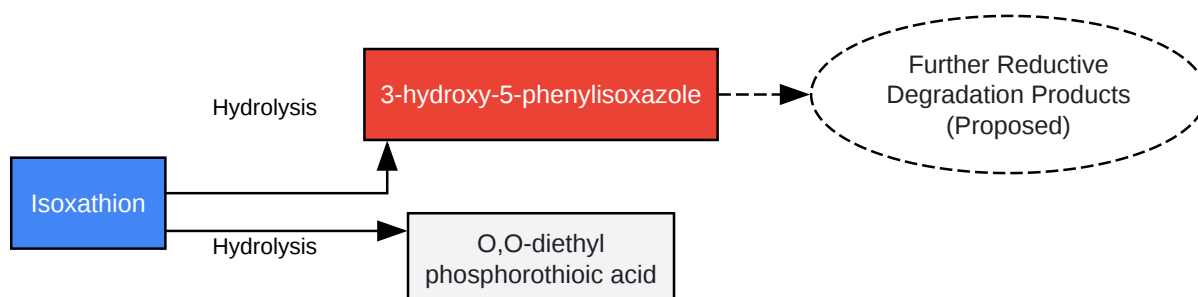 Further Reductive
Degradation Products
(Proposed)
3-hydroxy-5-phenylisoxazole
Hydrolysis
Isoxathion
Hydrolysis
O,O-diethyl
phosphorothioic acid